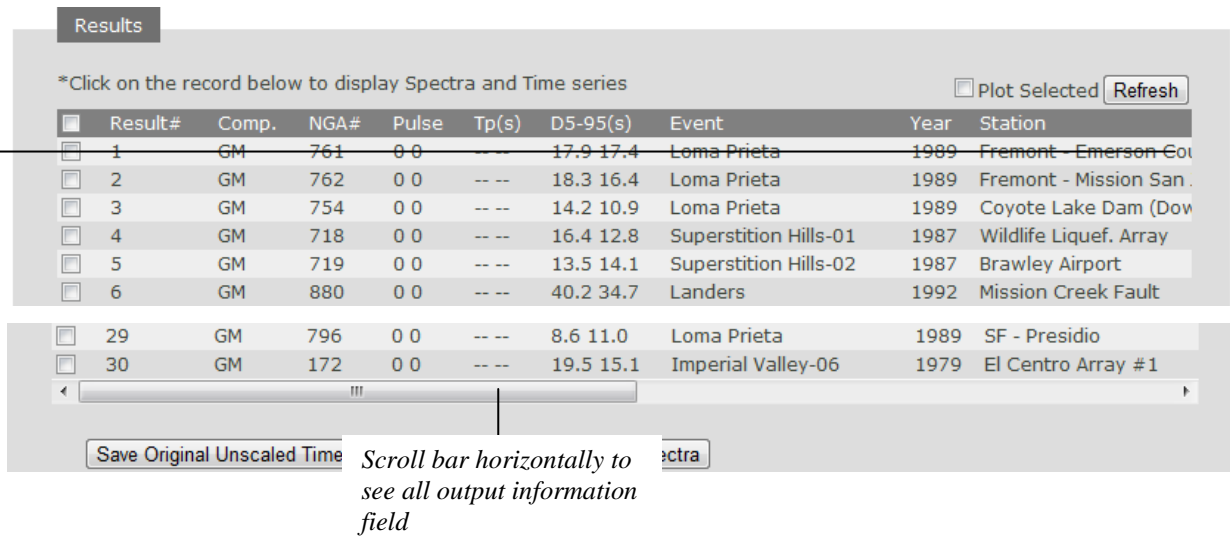 Results
*Click on the record below to display Spectra and Time series
Plot Selected Refresh
Result# Comp. NGA# Pulse Tp(s) D5-95(s) Event Year Station
1 GM 761 0 0 -- -- 17.9 17.4 Loma Prieta 1989 Fremont - Emerson Cou
2 GM 762 0 0 -- -- 18.3 16.4 Loma Prieta 1989 Fremont - Mission San
3 GM 754 0 0 -- -- 14.2 10.9 Loma Prieta 1989 Coyote Lake Dam (Dow
4 GM 718 0 0 -- -- 16.4 12.8 Superstition Hills-01 1987 Wildlife Liquef. Array
5 GM 719 0 0 -- -- 13.5 14.1 Superstition Hills-02 1987 Brawley Airport
6 GM 880 0 0 -- -- 40.2 34.7 Landers 1992 Mission Creek Fault
29 GM 796 0 0 -- -- 8.6 11.0 Loma Prieta 1989 SF - Presidio
30 GM 172 0 0 -- -- 19.5 15.1 Imperial Valley-06 1979 El Centro Array #1
Save Original Unscaled Time ectra
Scroll bar horizontally to
see all output information
field